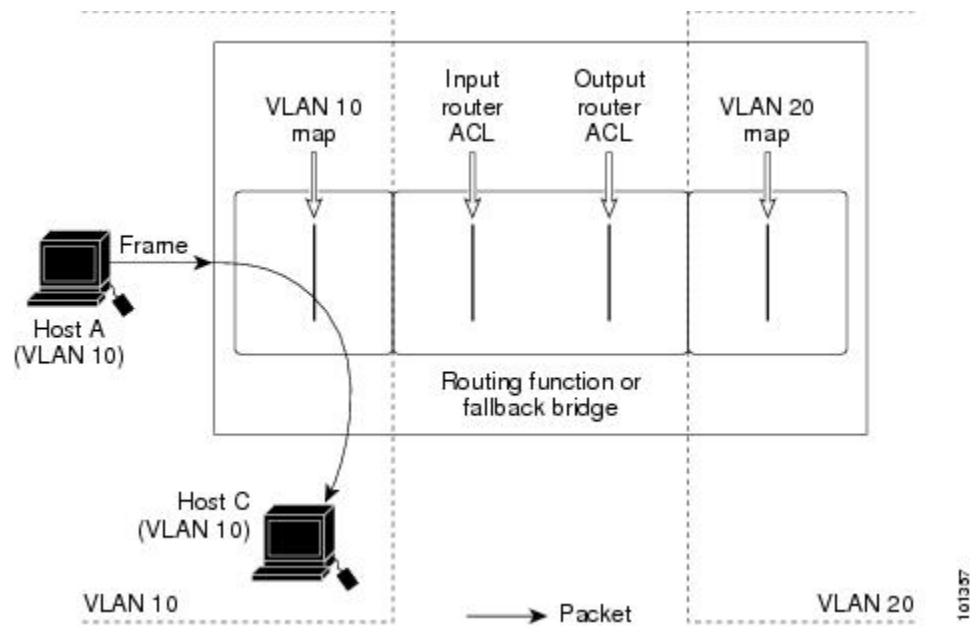 VLAN 10
map
Input
router
ACL
Output
router
ACL
VLAN 20
map
Frame
Host A
(VLAN 10)
Routing function or
fallback bridge
Host C
(VLAN 10)
VLAN 10
Packet
VLAN 20
101357